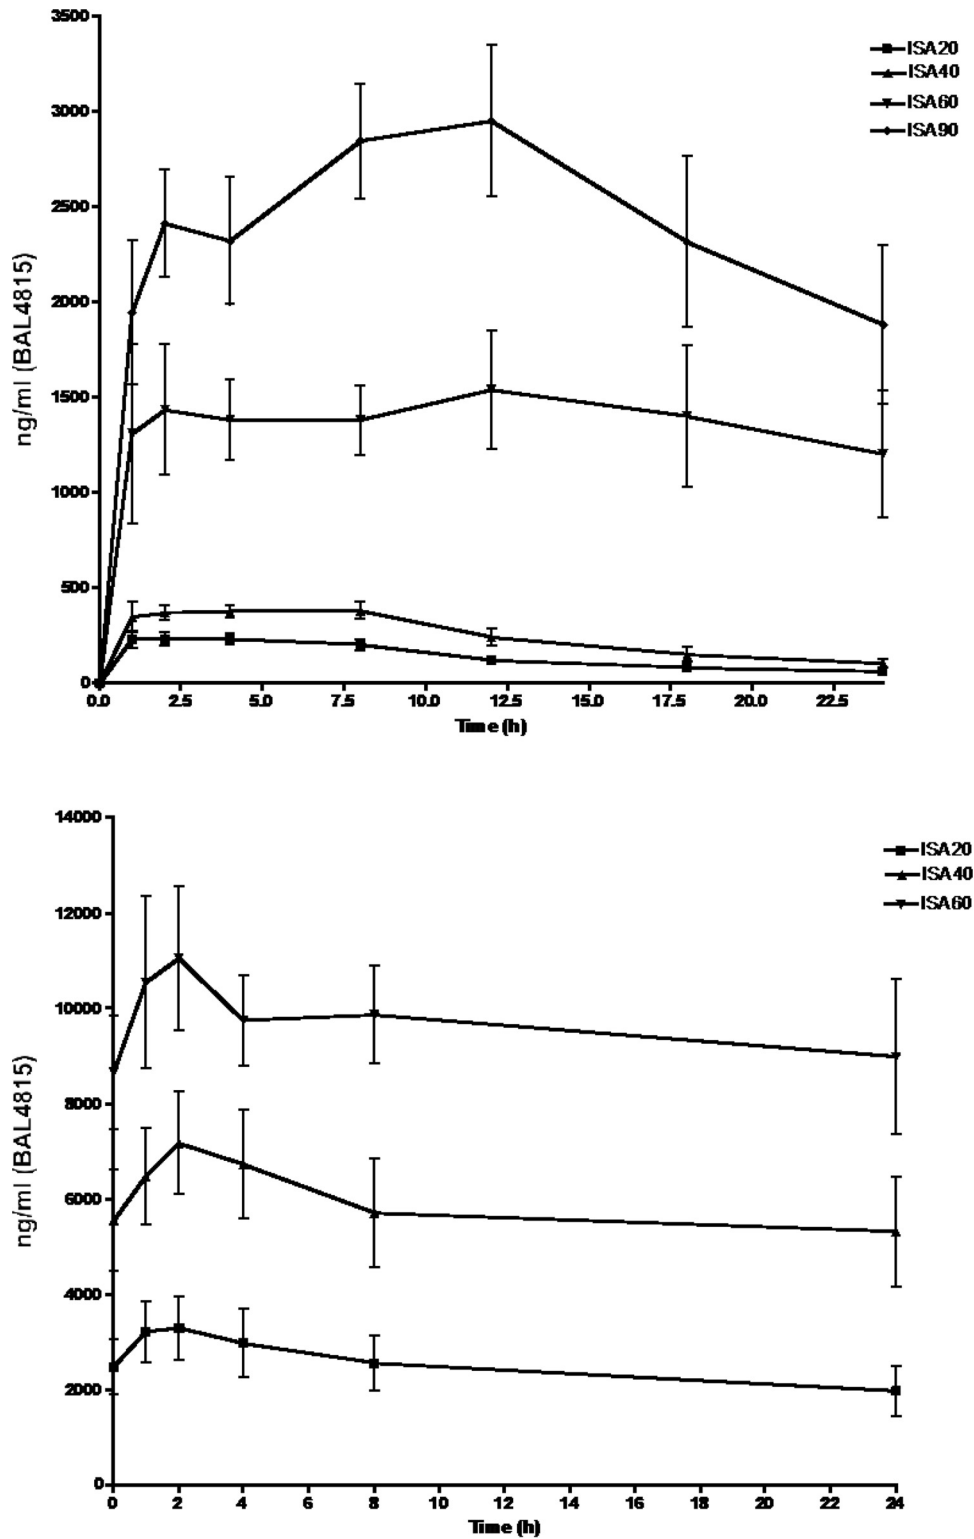 3500
3000
2500
2000
1500
1000
500
0
ng/ml (BAL4815)
0.0 2.5 5.0 7.5 10.0 12.5 15.0 17.5 20.0 22.5
Time (h)
ISA20
ISA40
ISA60
ISA90
14000
12000
10000
8000
6000
4000
2000
0
ng/ml (BAL4815)
0 2 4 6 8 10 12 14 16 18 20 22 24
Time (h)
ISA20
ISA40
ISA60